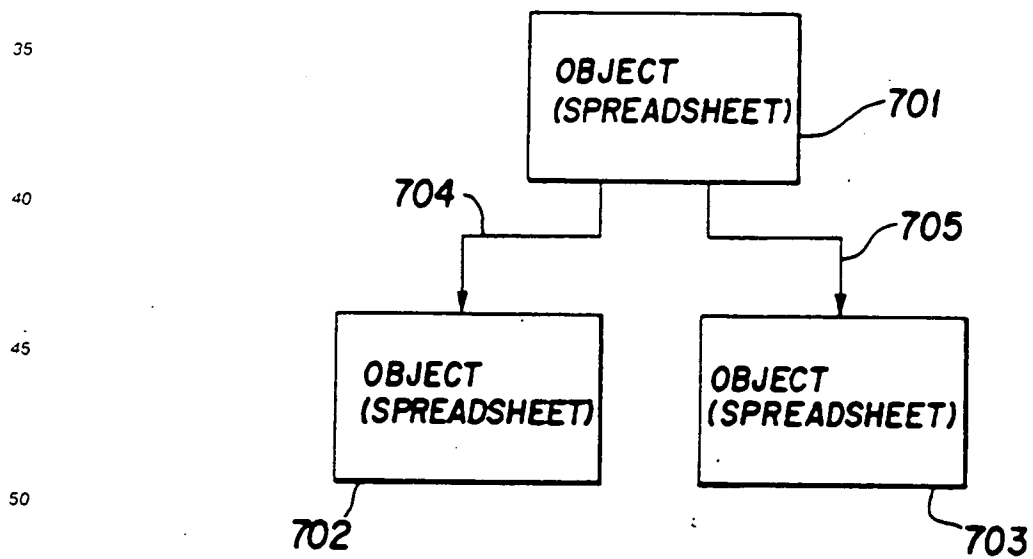 35
OBJECT
(SPREADSHEET)
701
40
704
705
45
OBJECT
(SPREADSHEET)
OBJECT
(SPREADSHEET)
50
702
703